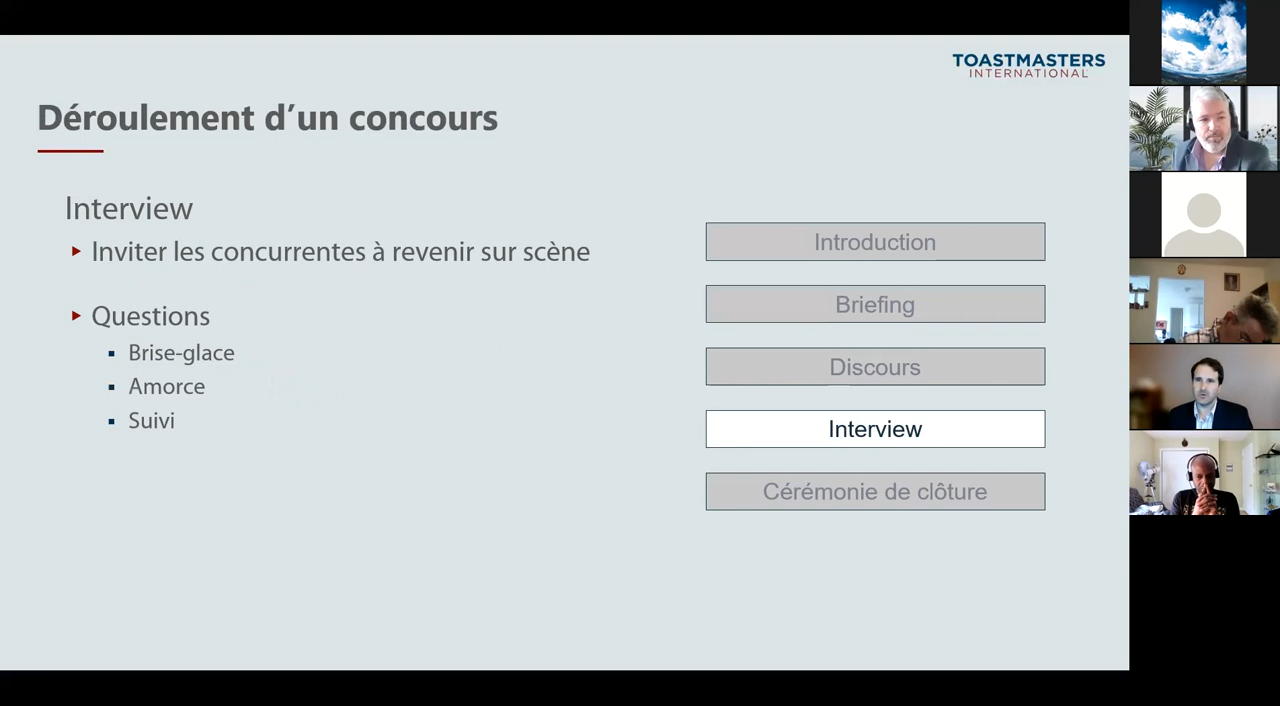 TOASTMASTERS
INTERNATIONAL
Déroulement d’un concours
Interview
Inviter les concurrentes à revenir sur scène
Questions
Brise-glace
Amorce
Suivi
Introduction
Briefing
Discours
Interview
Cérémonie de clôture